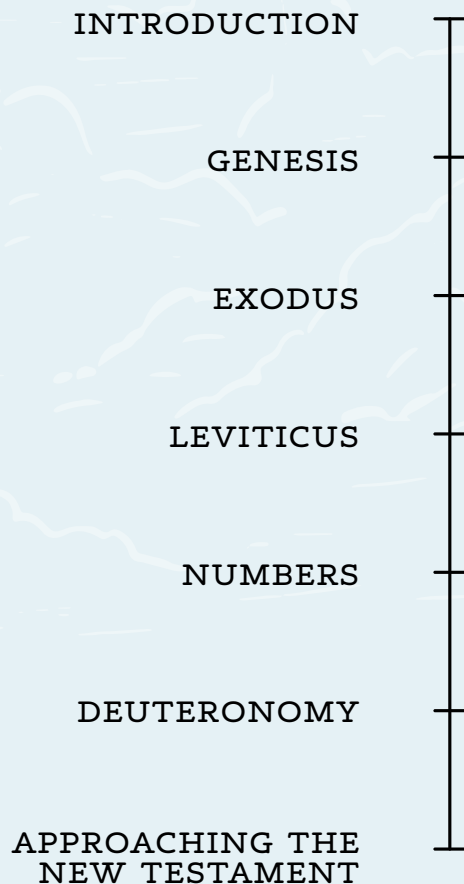 INTRODUCTION
GENESIS
EXODUS
LEVITICUS
NUMBERS
DEUTERONOMY
APPROACHING THE
NEW TESTAMENT